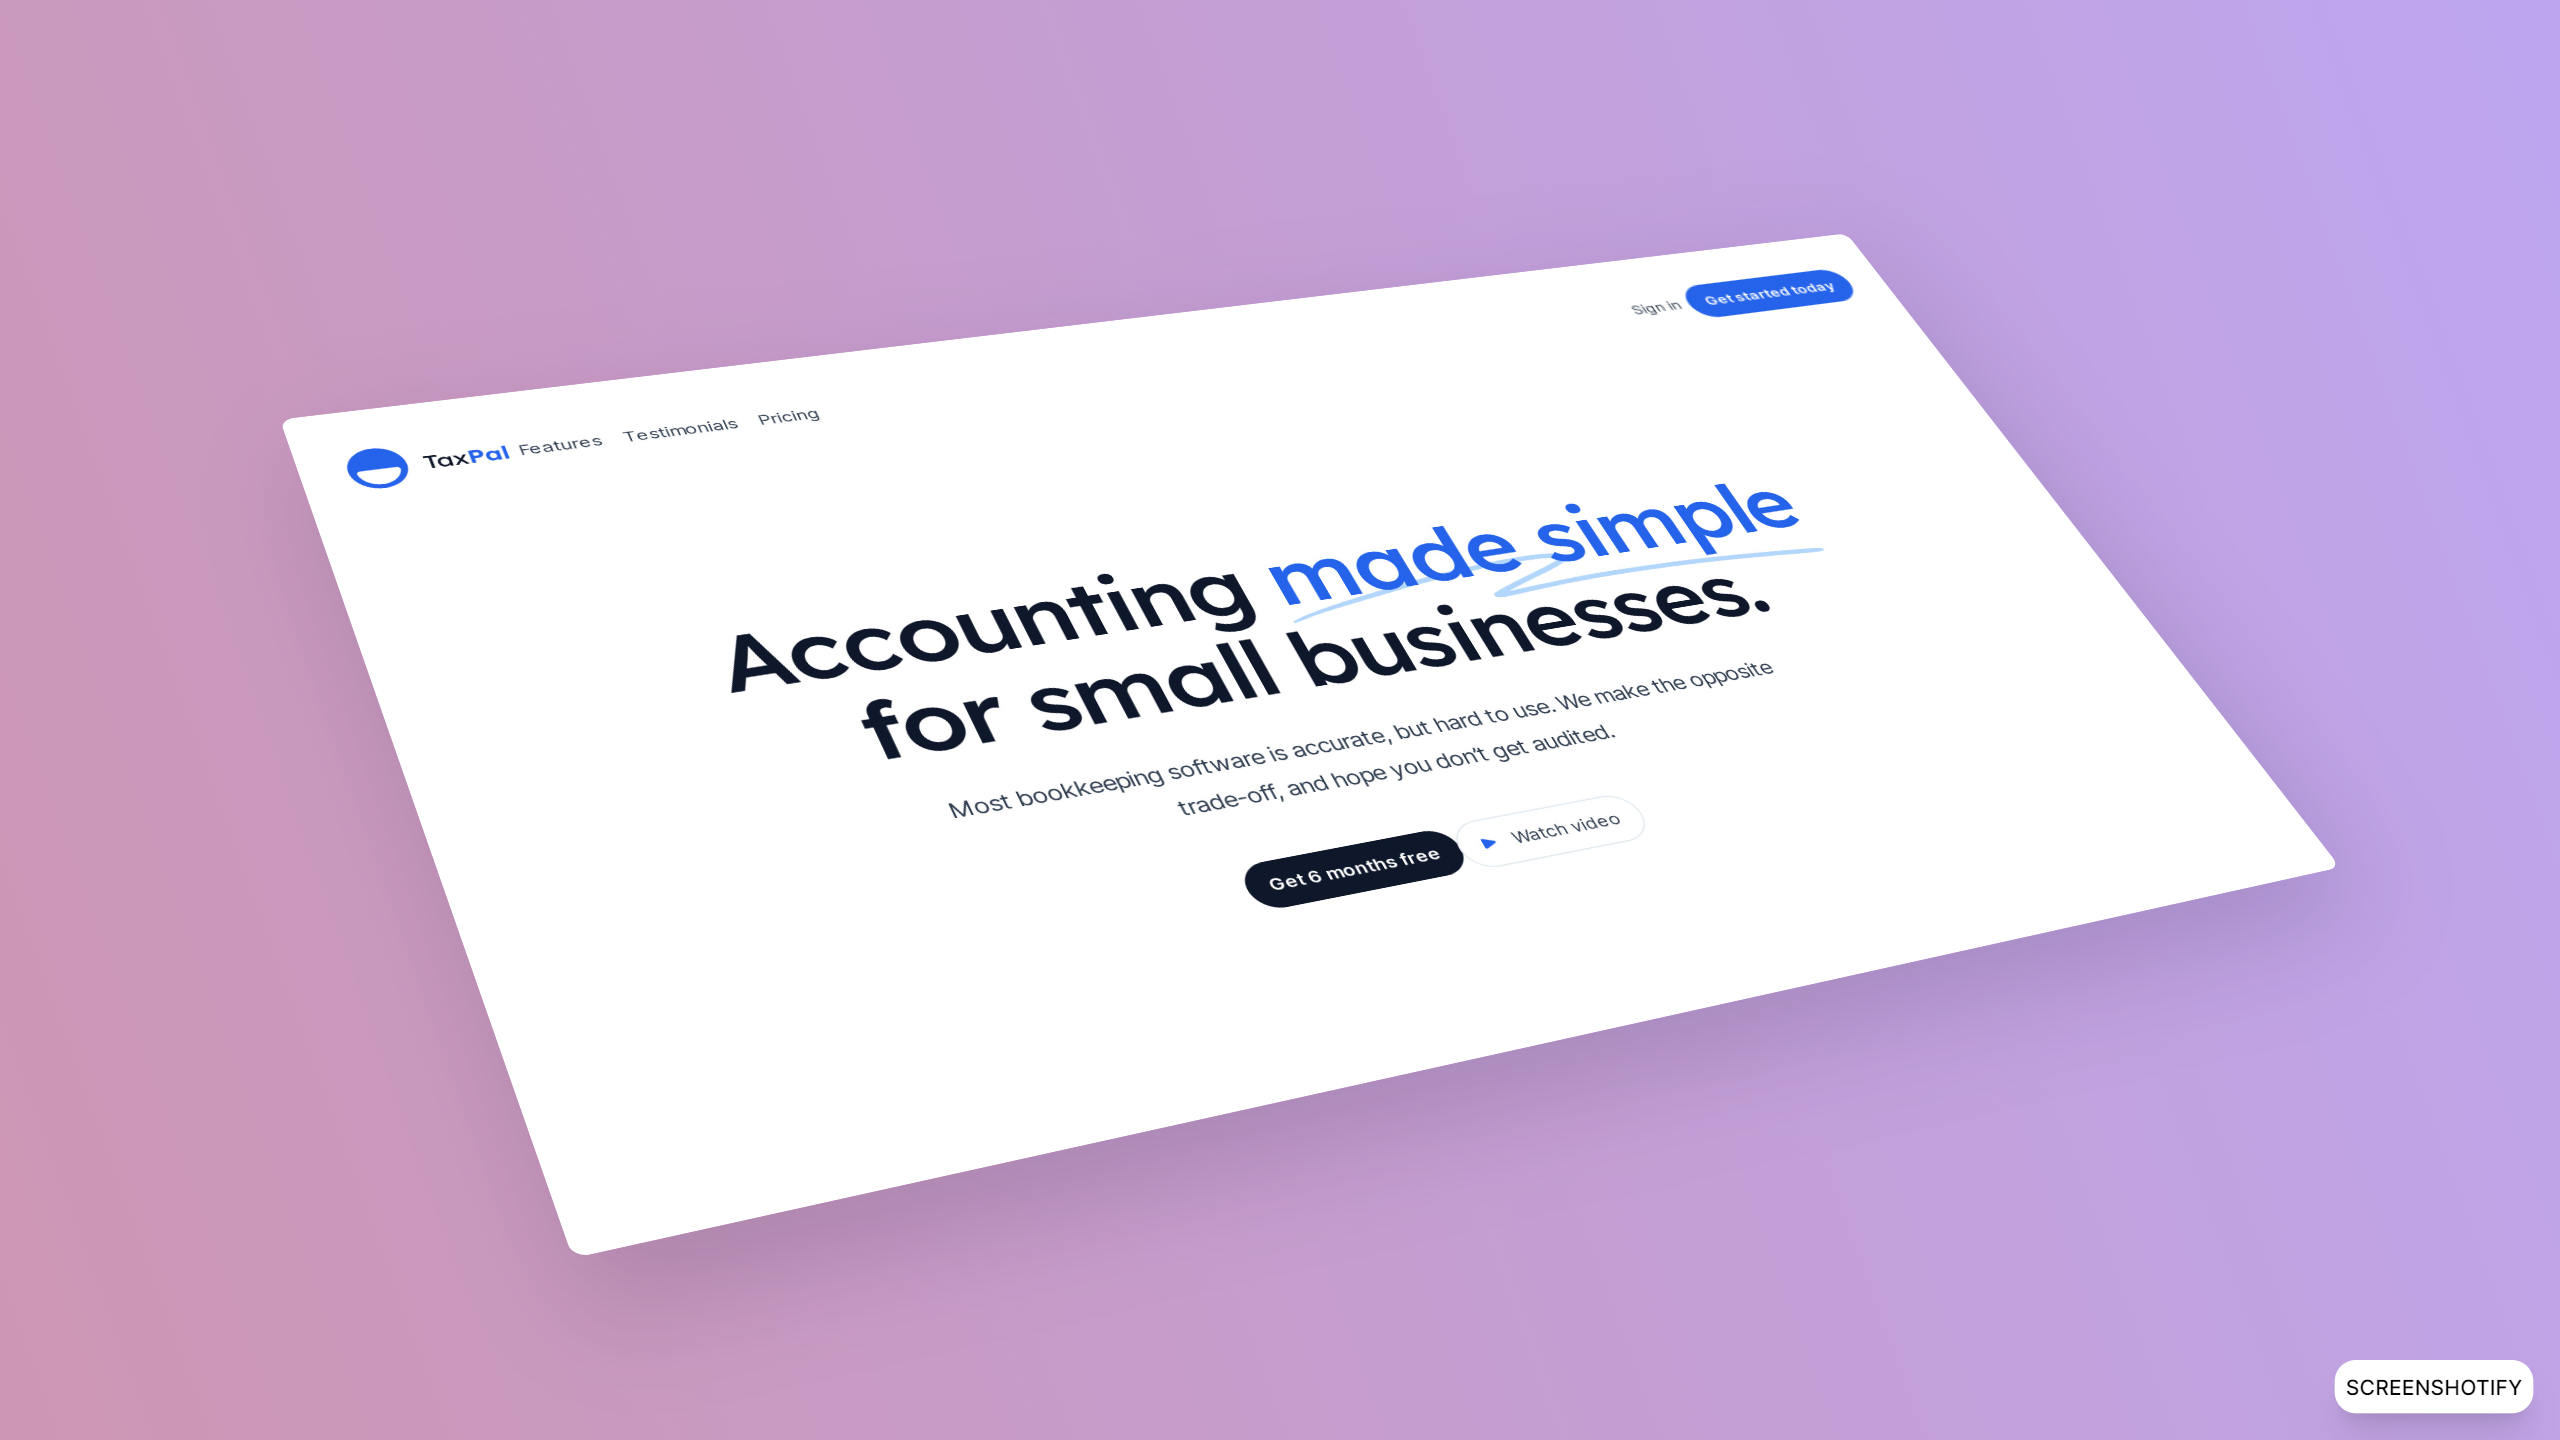 TaxPal Features Testimonials Pricing
Sign in Get started today
Accounting made simple
for small businesses.
Most bookkeeping software is accurate, but hard to use. We make the opposite
trade-off, and hope you don't get audited.
Get 6 months free Watch video
SCREENSHOTIFY